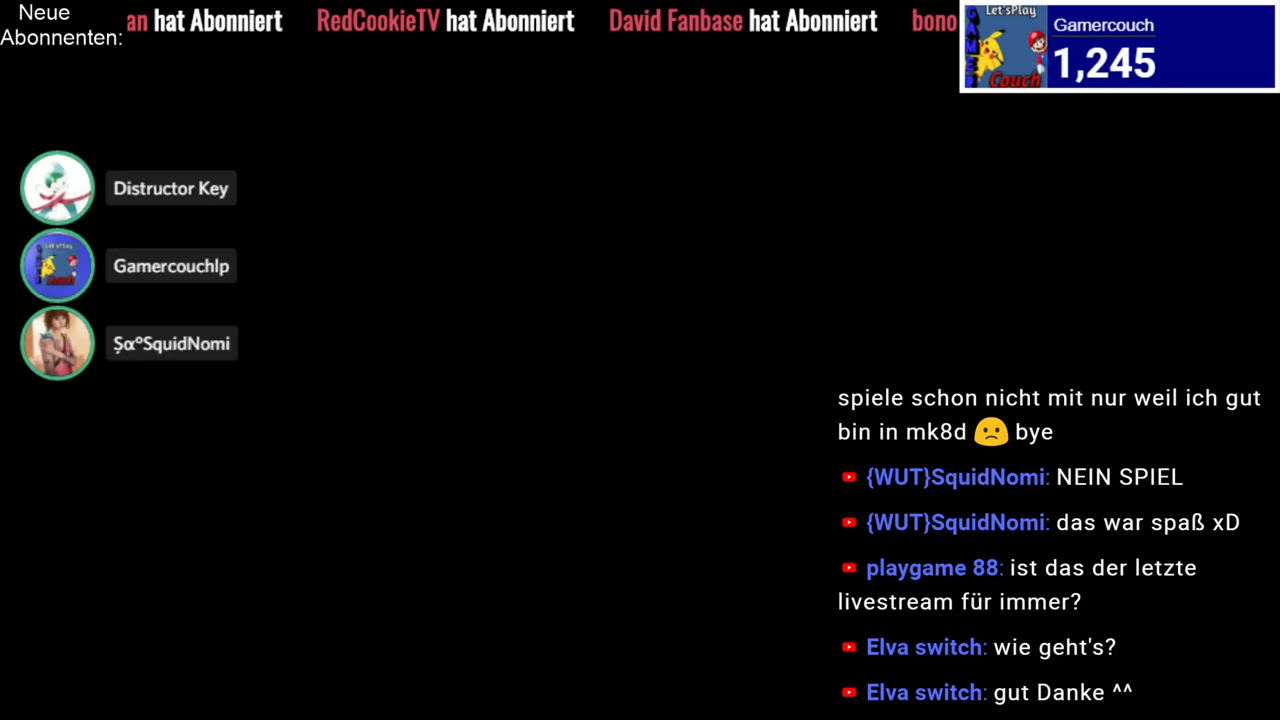 Neue
Abonnenten:
an hat Abonniert RedCookieTV hat Abonniert David Fanbase hat Abonniert bono
Let'sPlay
GAMER
Couch
Gamercouch
1,245
Distructor Key
Gamercouchlp
Şα°SquidNomi
spiele schon nicht mit nur weil ich gut
bin in mk8d 🙁 bye
{WUT}SquidNomi: NEIN SPIEL
{WUT}SquidNomi: das war spaß xD
playgame 88: ist das der letzte
livestream für immer?
Elva switch: wie geht's?
Elva switch: gut Danke ^^